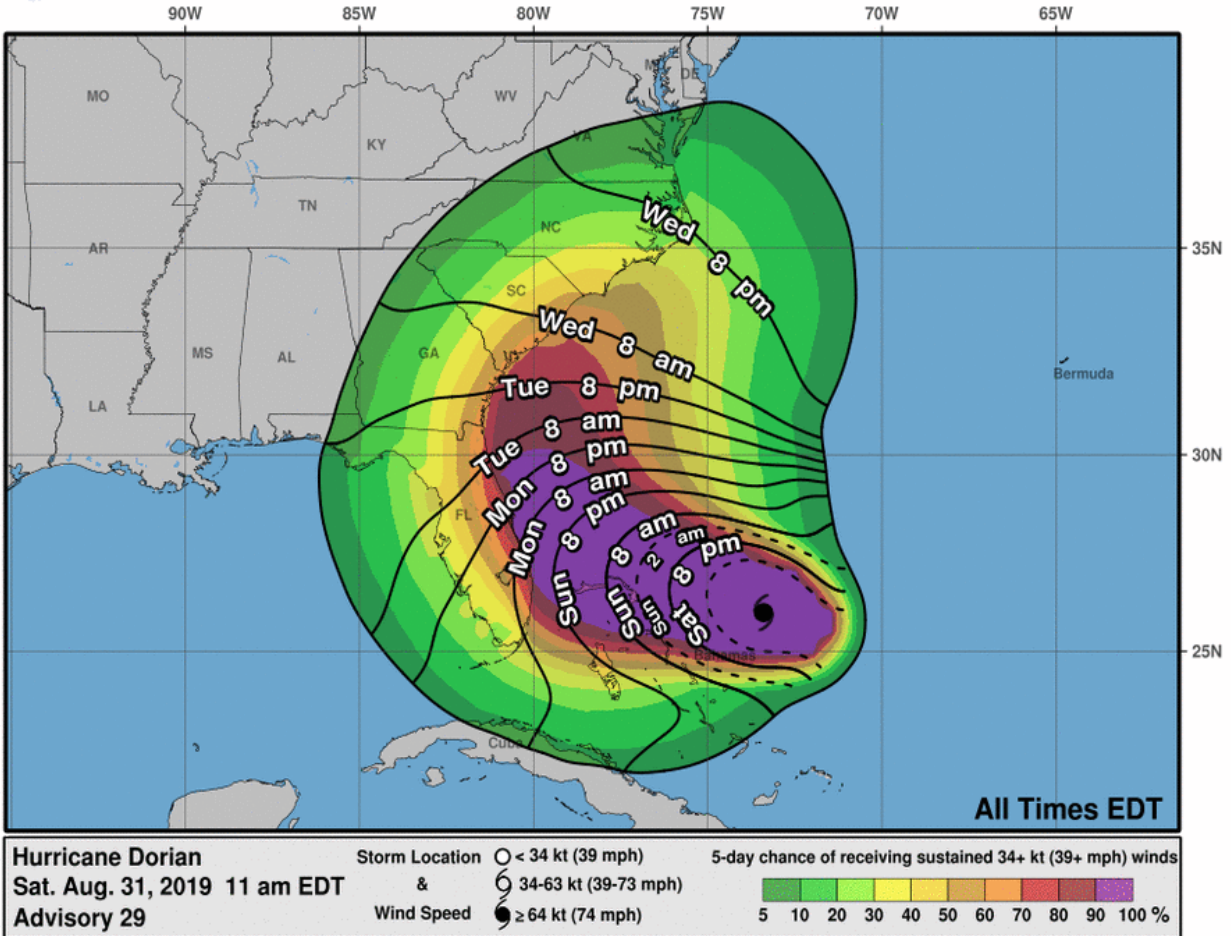 90W 85W 80W 75W 70W 65W
MO WV DE
KY VA
TN
AR NC
Wed 8 pm
35N
SC
Wed 8 am
MS AL GA
Bermuda
Tue 8 pm
LA
Tue 8 am
30N
Mon 8 pm
FL
Mon 8 am
Sun 8 pm
Sun 8 am
Sun 2 am
Sat 8 pm
25N
Bahamas
Cuba
All Times EDT
Hurricane Dorian
Sat. Aug. 31, 2019 11 am EDT
Advisory 29
Storm Location
&
Wind Speed
< 34 kt (39 mph)
34-63 kt (39-73 mph)
≥ 64 kt (74 mph)
5-day chance of receiving sustained 34+ kt (39+ mph) winds
5 10 20 30 40 50 60 70 80 90 100 %